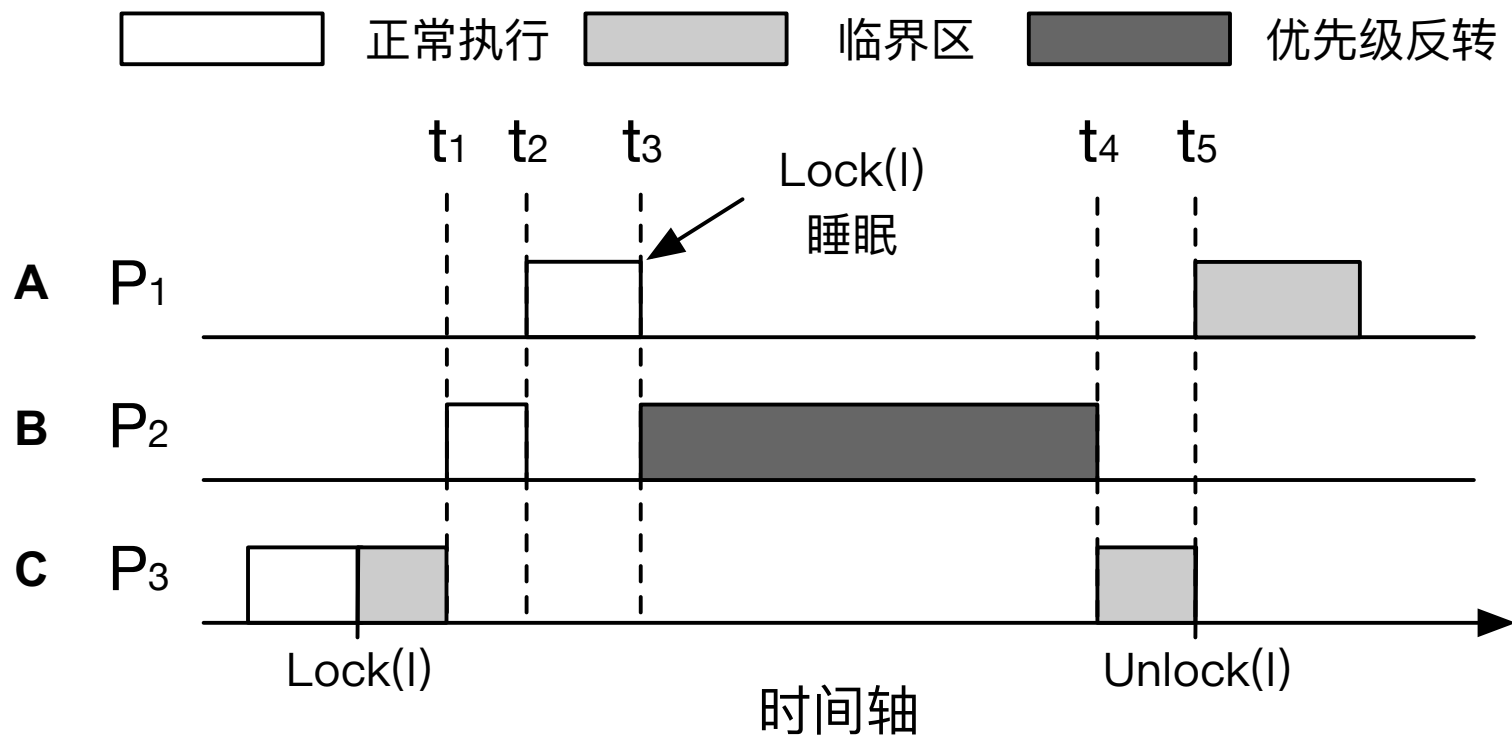 正常执行 临界区 优先级反转
t1 t2 t3 t4 t5
Lock(l)
睡眠
A P1
B P2
C P3
Lock(l) Unlock(l)
时间轴